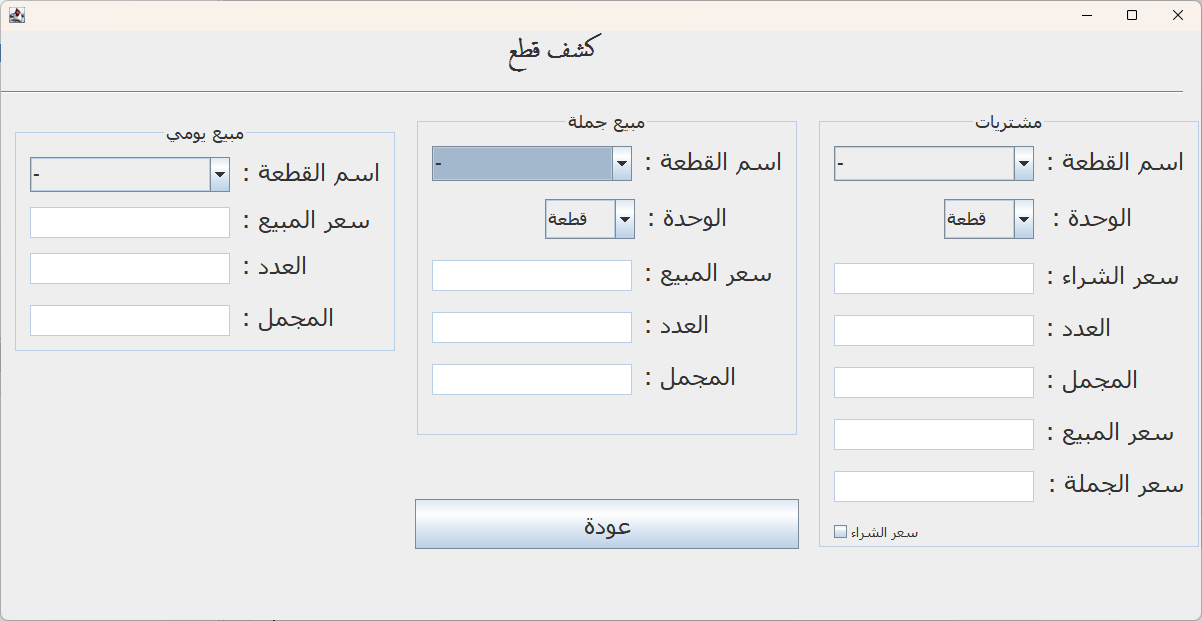 كشف قطع
مشتريات
اسم القطعة :
-
الوحدة :
قطعة
سعر الشراء :
العدد :
المجمل :
سعر المبيع :
سعر الجملة :
سعر الشراء
مبيع جملة
اسم القطعة :
-
الوحدة :
قطعة
سعر المبيع :
العدد :
المجمل :
مبيع يومي
اسم القطعة :
-
سعر المبيع :
العدد :
المجمل :
عودة